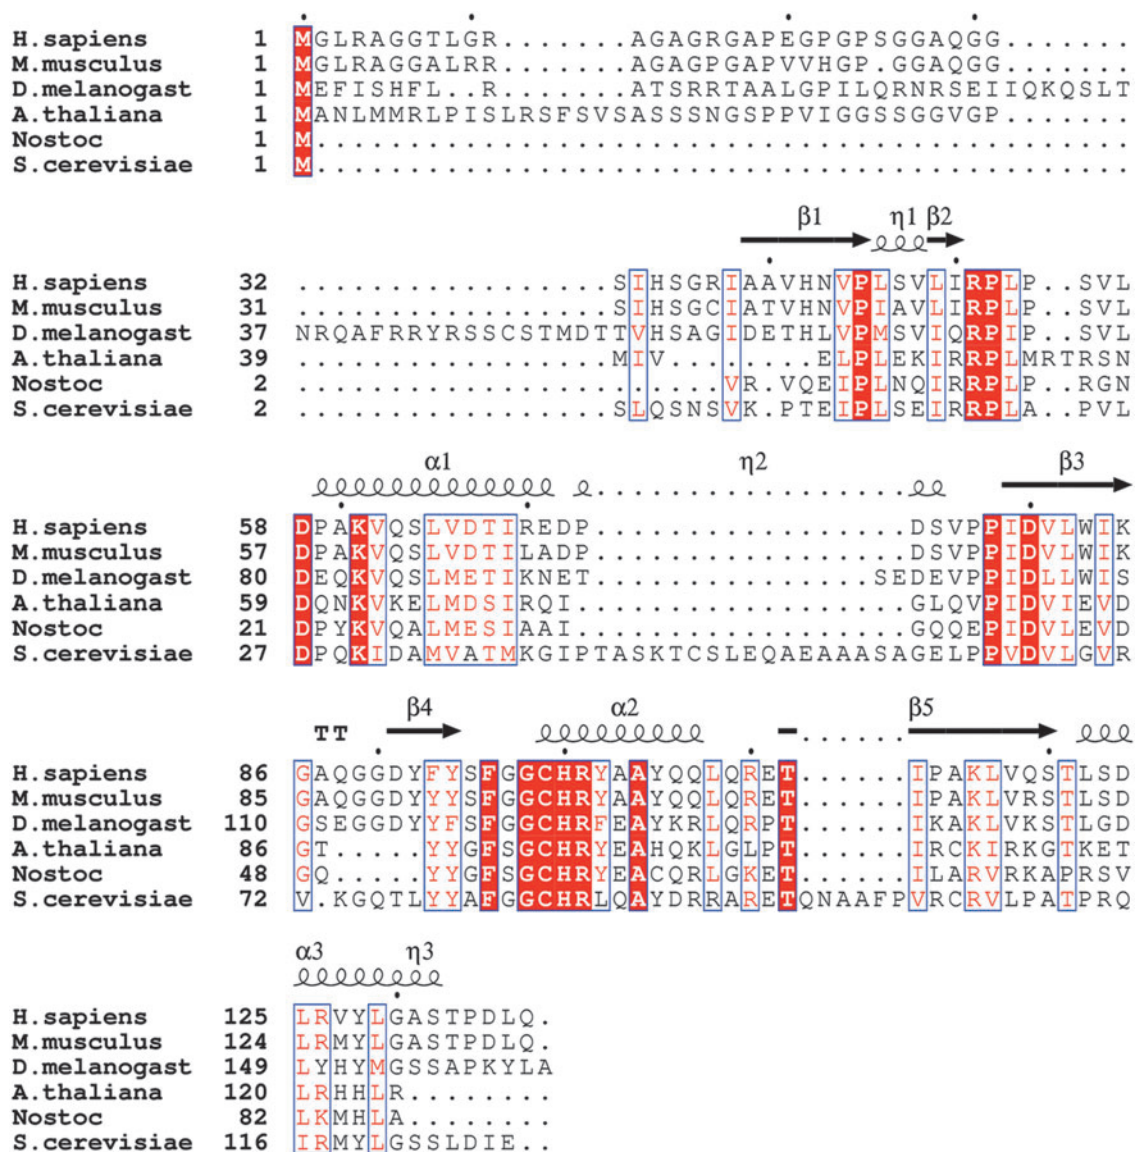 H.sapiens 1 MGLRAGGTLGR.......AGAGRGAPEGPGPSGGAQGG.......
M.musculus 1 MGLRAGGALRR.......AGAGPGAPVVHGP.GGAQGG.......
D.melanogast 1 MEFISHFL..R.......ATSRRTAALGPILQRNRSEIIQKQSLT
A.thaliana 1 MANLMMRLPISLRSFSVSASSSNGSPPVIGGSSGGVGP.......
Nostoc 1 M............................................
S.cerevisiae 1 M............................................
β1 η1 β2
H.sapiens 32 .................SIHSGRIAAVHNVPLSVLIRPLP..SVL
M.musculus 31 .................SIHSGCIATVHNVPIAVLIRPLP..SVL
D.melanogast 37 NRQAFRRYRSSCSTMDTTVHSAGIDETHLVPMSVIQRPIP..SVL
A.thaliana 39 .................MIV........ELPLEKIRRPLMRTRSN
Nostoc 2 .......................VR.VQEIPLNQIRRPLP..RGN
S.cerevisiae 2 .................SLQSNSVK.PTEIPLSEIRRPLA..PVL
α1 η2 β3
H.sapiens 58 DPAKVQSLVDTIREDP.................DSVPPIDVLWIK
M.musculus 57 DPAKVQSLVDTILADP.................DSVPPIDVLWIK
D.melanogast 80 DEQKVQSLMETIKNET...............SEDEVPPIDLLWIS
A.thaliana 59 DQNKVKELMDSIRQI..................GLQVPIDVIEVD
Nostoc 21 DPYKVQALMESIAAI..................GQQEPIDVLEVD
S.cerevisiae 27 DPQKIDAMVATMKGIPTASKTCSLEQAEAAASAGELPPVDVLGVR
TT β4 α2 β5
H.sapiens 86 GAQGGDYFYSFGGCHRYAAYQQLQRET......IPAKLVQSTLSD
M.musculus 85 GAQGGDYYYSFGGCHRYAAYQQLQRET......IPAKLVRSTLSD
D.melanogast 110 GSEGGDYYFSFGGCHRFEAYKRLQRPT......IKAKLVKSTLGD
A.thaliana 86 GT.....YYGFSGCHRYEAHQKLGLPT......IRCKIRKGTKET
Nostoc 48 GQ.....YYGFSGCHRYEACQRLGKET......ILARVRKAPRSV
S.cerevisiae 72 V.KGQTLYYAFGGCHRLQAYDRRARETQNAAFPVRCRVLPATPRQ
α3 η3
H.sapiens 125 LRVYLGASTPDLQ.
M.musculus 124 LRMYLGASTPDLQ.
D.melanogast 149 LYHYMGSSAPKYLA
A.thaliana 120 LRHHLR........
Nostoc 82 LKMHLA........
S.cerevisiae 116 IRMYLGSSLDIE..